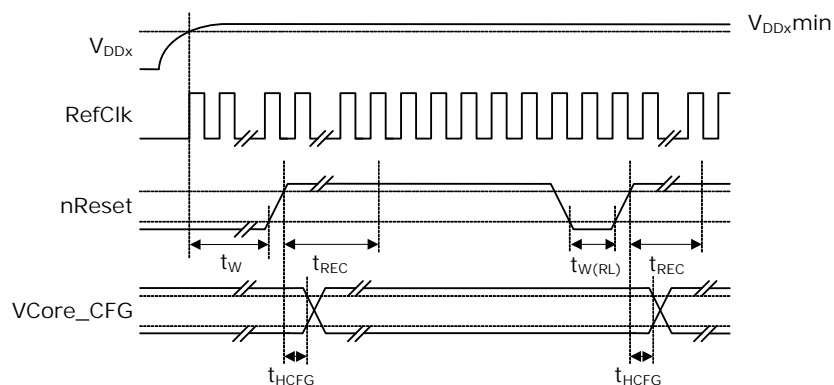 VDDx
VDDxmin
RefClk
nReset
tW
tREC
tW(RL)
tREC
VCore_CFG
tHCFG
tHCFG